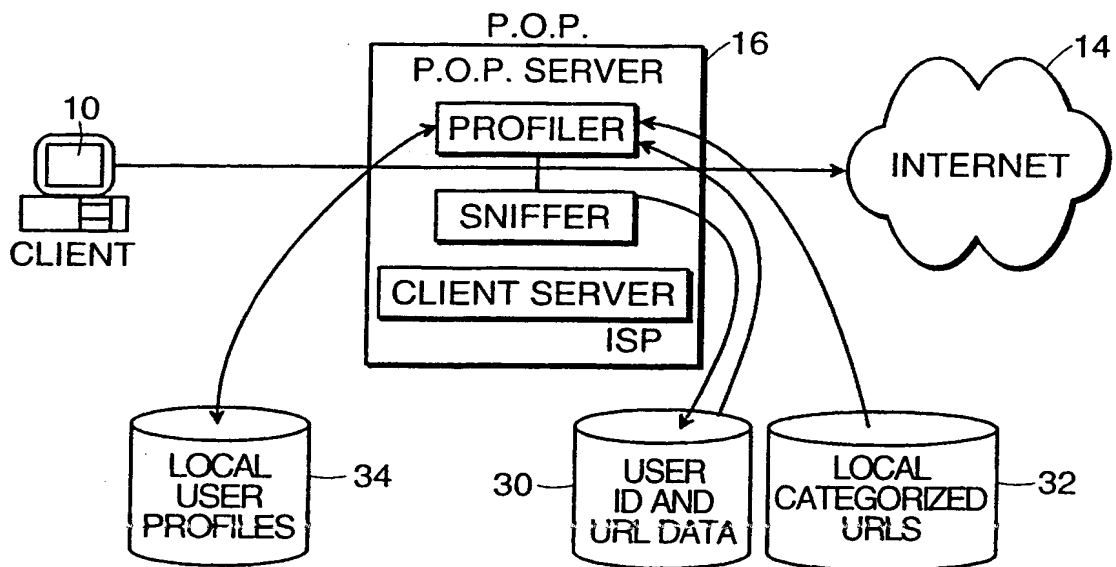 P.O.P.
16
P.O.P. SERVER
14
10
PROFILER
INTERNET
SNIFFER
CLIENT
CLIENT SERVER
ISP
LOCAL
USER
PROFILES
34
30
USER
ID AND
URL DATA
LOCAL
CATEGORIZED
URLS
32